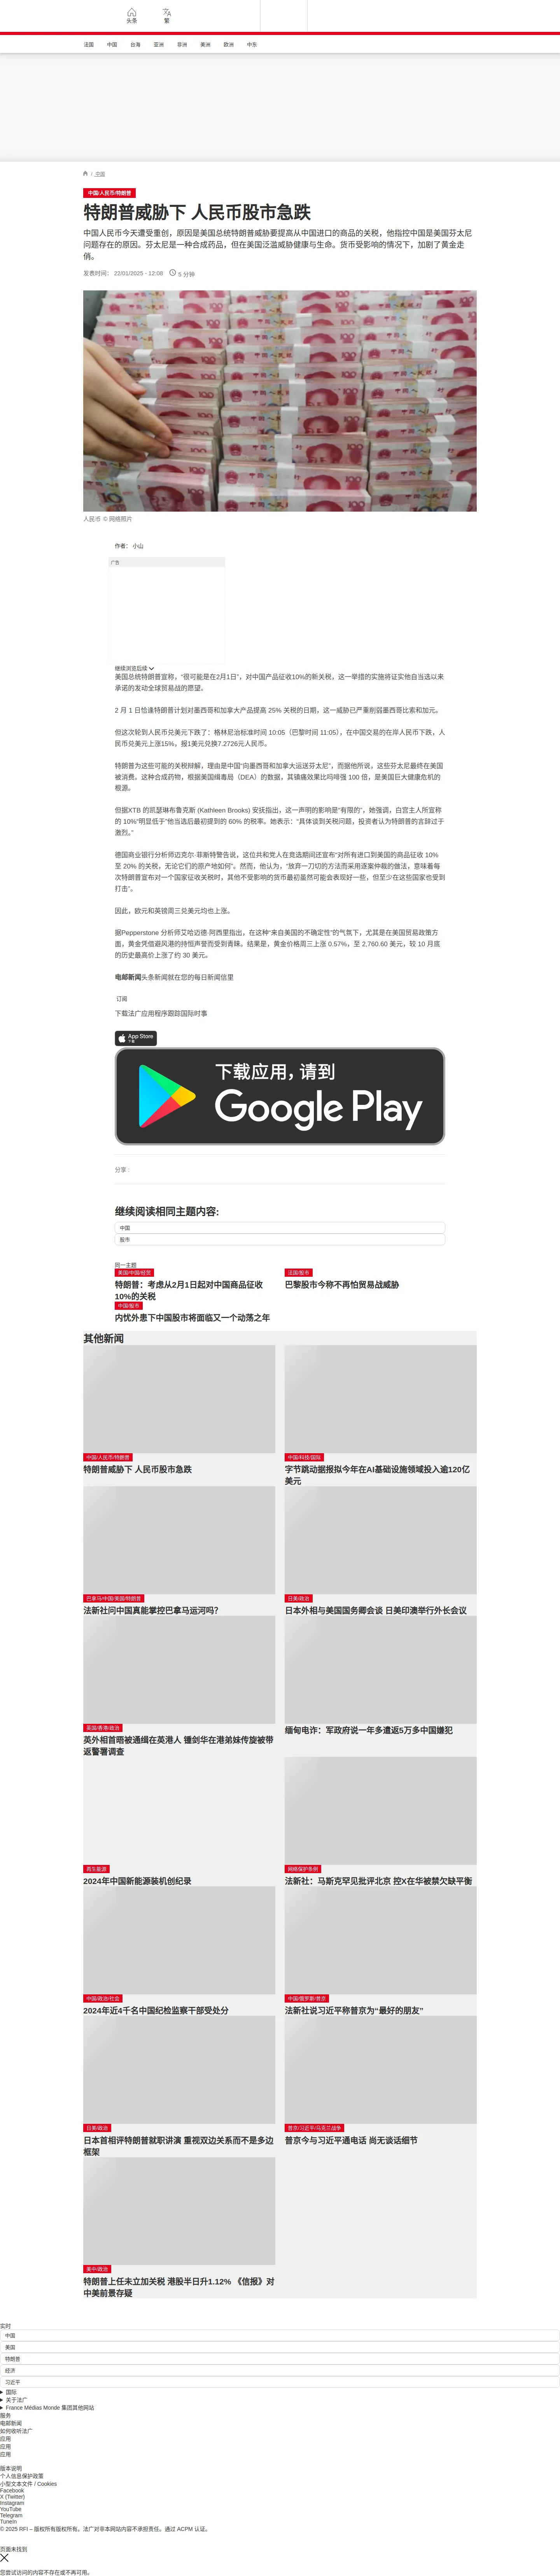 头条
繁
法国
中国
台海
亚洲
非洲
美洲
欧洲
中东
/ 中国
中国/人民币/特朗普
特朗普威胁下 人民币股市急跌
中国人民币今天遭受重创，原因是美国总统特朗普威胁要提高从中国进口的商品的关税，他指控中国是美国芬太尼
问题存在的原因。芬太尼是一种合成药品，但在美国泛滥威胁健康与生命。货币受影响的情况下，加剧了黄金走
俏。
发表时间： 22/01/2025 - 12:08
5 分钟
人民币 © 网络照片
作者： 小山
广告
继续浏览后续
美国总统特朗普宣称，“很可能是在2月1日”，对中国产品征收10%的新关税，这一举措的实施将证实他自当选以来
承诺的发动全球贸易战的愿望。
2 月 1 日恰逢特朗普计划对墨西哥和加拿大产品提高 25% 关税的日期，这一威胁已严重削弱墨西哥比索和加元。
但这次轮到人民币兑美元下跌了：格林尼治标准时间 10:05（巴黎时间 11:05），在中国交易的在岸人民币下跌，人
民币兑美元上涨15%，报1美元兑换7.2726元人民币。
特朗普为这些可能的关税辩解，理由是中国“向墨西哥和加拿大运送芬太尼”，而据他所说，这些芬太尼最终在美国
被消费。这种合成药物，根据美国缉毒局（DEA）的数据，其镇痛效果比吗啡强 100 倍，是美国巨大健康危机的
根源。
但据XTB 的凯瑟琳布鲁克斯 (Kathleen Brooks) 安抚指出，这一声明的影响是“有限的”，她强调，白宫主人所宣称
的 10%“明显低于”他当选后最初提到的 60% 的税率。她表示：“具体谈到关税问题，投资者认为特朗普的言辞过于
激烈。”
德国商业银行分析师迈克尔·菲斯特警告说，这位共和党人在竞选期间还宣布“对所有进口到美国的商品征收 10%
至 20% 的关税，无论它们的原产地如何”。然而，他认为，“放弃一刀切的方法而采用逐案仲裁的做法，意味着每
次特朗普宣布对一个国家征收关税时，其他不受影响的货币最初虽然可能会表现好一些，但至少在这些国家也受到
打击”。
因此，欧元和英镑周三兑美元均也上涨。
据Pepperstone 分析师艾哈迈德·阿西里指出，在这种“来自美国的不确定性”的气氛下，尤其是在美国贸易政策方
面，黄金凭借避风港的持恒声誉而受到青睐。结果是，黄金价格周三上涨 0.57%，至 2,760.60 美元，较 10 月底
的历史最高价上涨了约 30 美元。
电邮新闻头条新闻就在您的每日新闻信里
订阅
下载法广应用程序跟踪国际时事
App Store
下载
下载应用，请到
Google Play
分享 :
继续阅读相同主题内容:
中国
股市
同一主题
美国/中国/经贸
特朗普：考虑从2月1日起对中国商品征收
10%的关税
法国/股市
巴黎股市今称不再怕贸易战威胁
中国/股市
内忧外患下中国股市将面临又一个动荡之年
其他新闻
中国/人民币/特朗普
特朗普威胁下 人民币股市急跌
中国/科技/国际
字节跳动据报拟今年在AI基础设施领域投入逾120亿
美元
巴拿马/中国/美国/特朗普
法新社问中国真能掌控巴拿马运河吗？
日美/政治
日本外相与美国国务卿会谈 日美印澳举行外长会议
英国/香港/政治
英外相首晤被通缉在英港人 锺剑华在港弟妹传旋被带
返警署调查
缅甸电诈：军政府说一年多遣返5万多中国嫌犯
再生能源
2024年中国新能源装机创纪录
网络保护条例
法新社：马斯克罕见批评北京 控X在华被禁欠缺平衡
中国/政治/社会
2024年近4千名中国纪检监察干部受处分
中国/俄罗斯/普京
法新社说习近平称普京为“最好的朋友”
日美/政治
日本首相评特朗普就职讲演 重视双边关系而不是多边
框架
普京/习近平/乌克兰战争
普京今与习近平通电话 尚无谈话细节
美中/政治
特朗普上任未立加关税 港股半日升1.12% 《信报》对
中美前景存疑
实时
中国
美国
特朗普
经济
习近平
国际
关于法广
France Médias Monde 集团其他网站
服务
电邮新闻
如何收听法广
应用
应用
应用
版本说明
个人信息保护政策
小型文本文件 / Cookies
Facebook
X (Twitter)
Instagram
YouTube
Telegram
TuneIn
© 2025 RFI – 版权所有版权所有。法广对非本网站内容不承担责任。通过 ACPM 认证。
页面未找到
您尝试访问的内容不存在或不再可用。